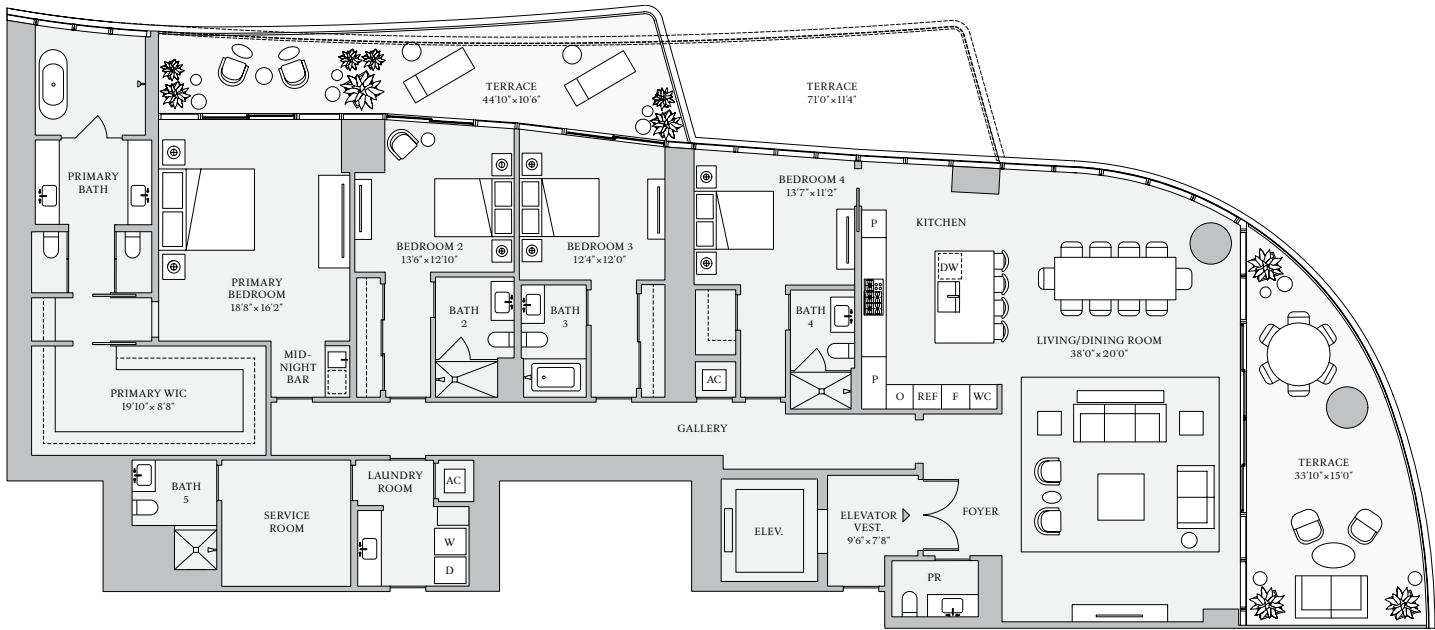 TERRACE
44'10"×10'6"
TERRACE
71'0"×11'4"
PRIMARY
BATH
BEDROOM 4
13'7"×11'2"
P
KITCHEN
BEDROOM 2
13'6"×12'10"
BEDROOM 3
12'4"×12'0"
DW
PRIMARY
BEDROOM
18'8"×16'2"
BATH
2
BATH
3
BATH
4
LIVING/DINING ROOM
38'0"×20'0"
MID-
NIGHT
BAR
AC
P
PRIMARY WIC
19'10"×8'8"
O
REF
F
WC
GALLERY
TERRACE
33'10"×15'0"
BATH
5
LAUNDRY
ROOM
AC
SERVICE
ROOM
W
D
ELEV.
ELEVATOR
VEST.
9'6"×7'8"
FOYER
PR